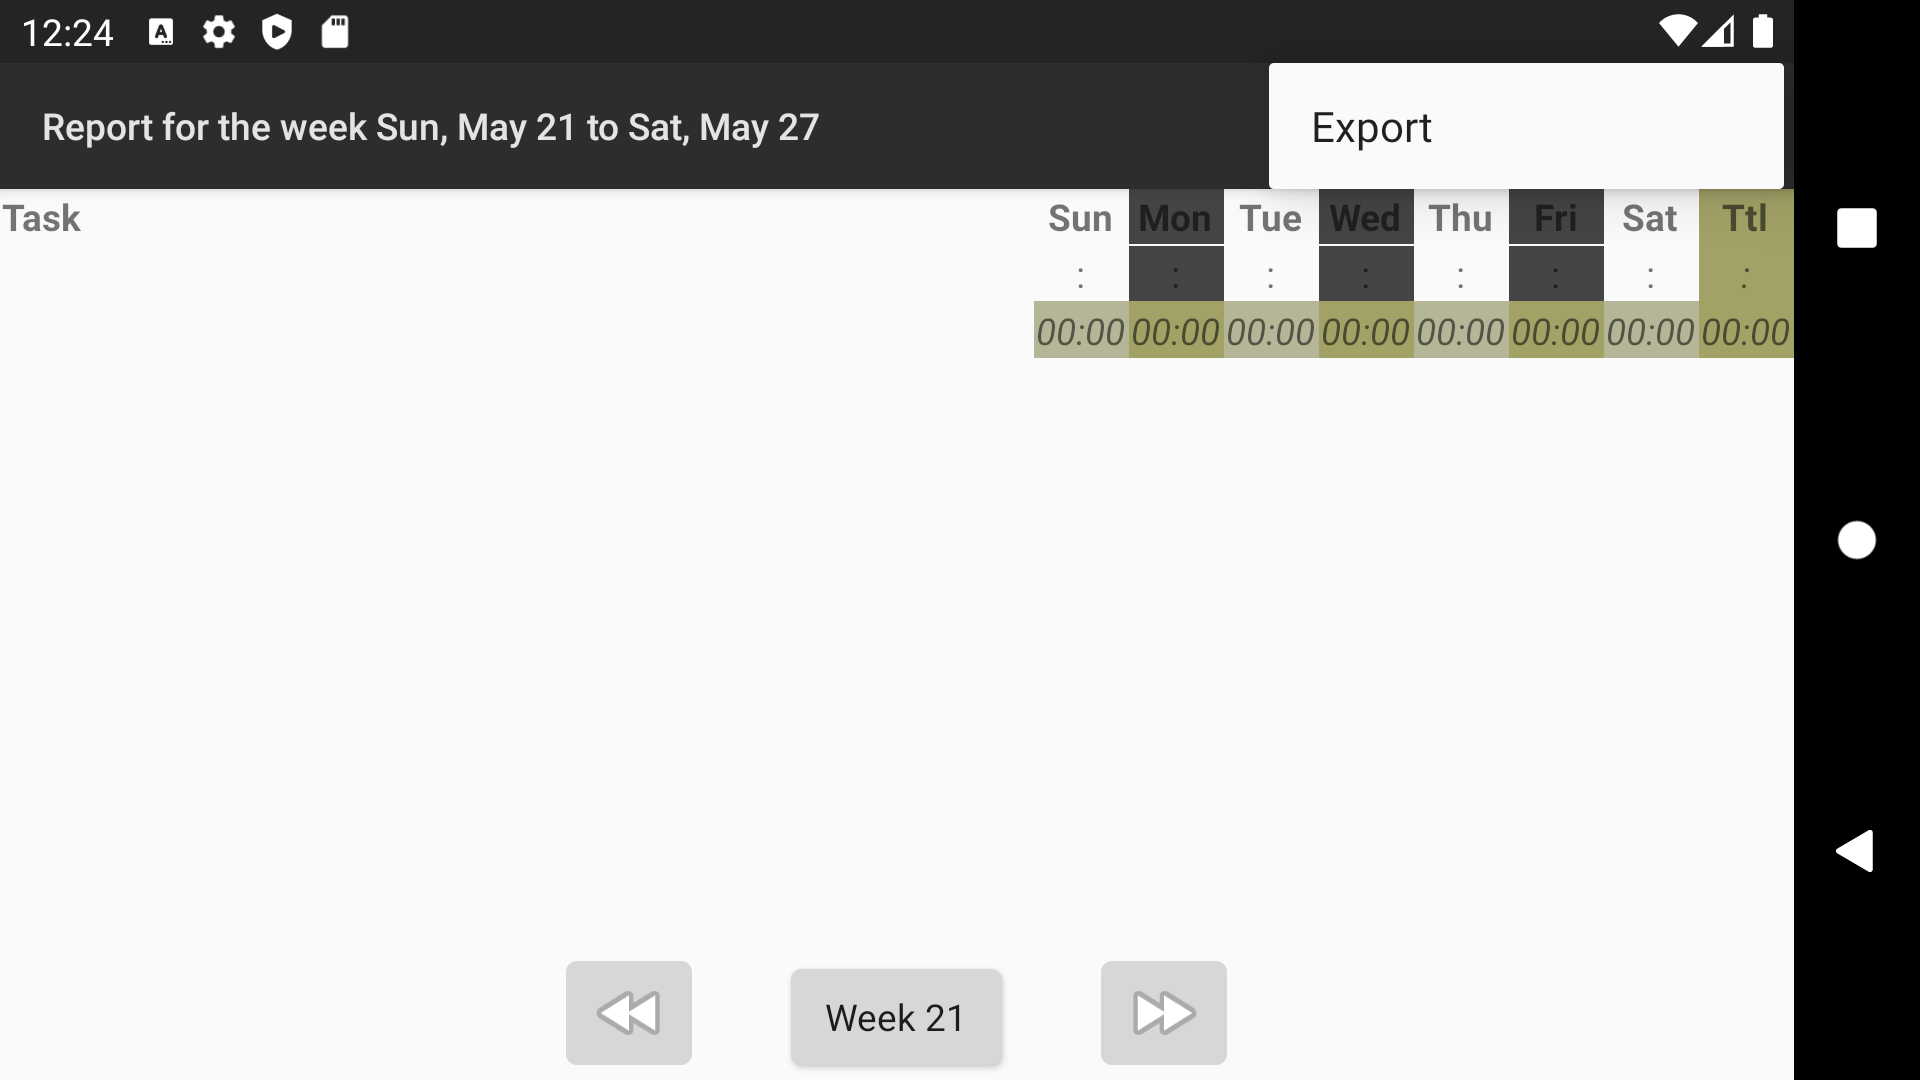 12:24
Report for the week Sun, May 21 to Sat, May 27
Export
Task Sun Mon Tue Wed Thu Fri Sat Ttl
: : : : : : : :
00:00 00:00 00:00 00:00 00:00 00:00 00:00 00:00
Week 21